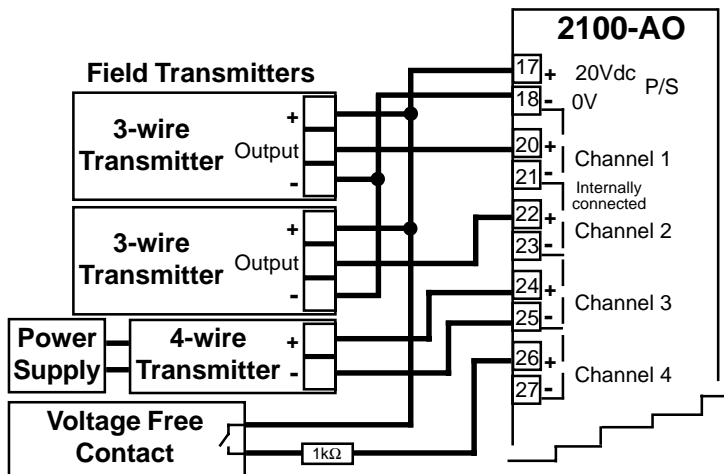 2100-AO
Field Transmitters
17 + 20Vdc P/S
18 - 0V
3-wire
Transmitter
+
Output
-
20 +
Channel 1
21 -
Internally
connected
22 +
Channel 2
23 -
3-wire
Transmitter
+
Output
-
24 +
Channel 3
25 -
Power
Supply
4-wire
Transmitter
+
-
26 +
Channel 4
27 -
Voltage Free
Contact
1kΩ